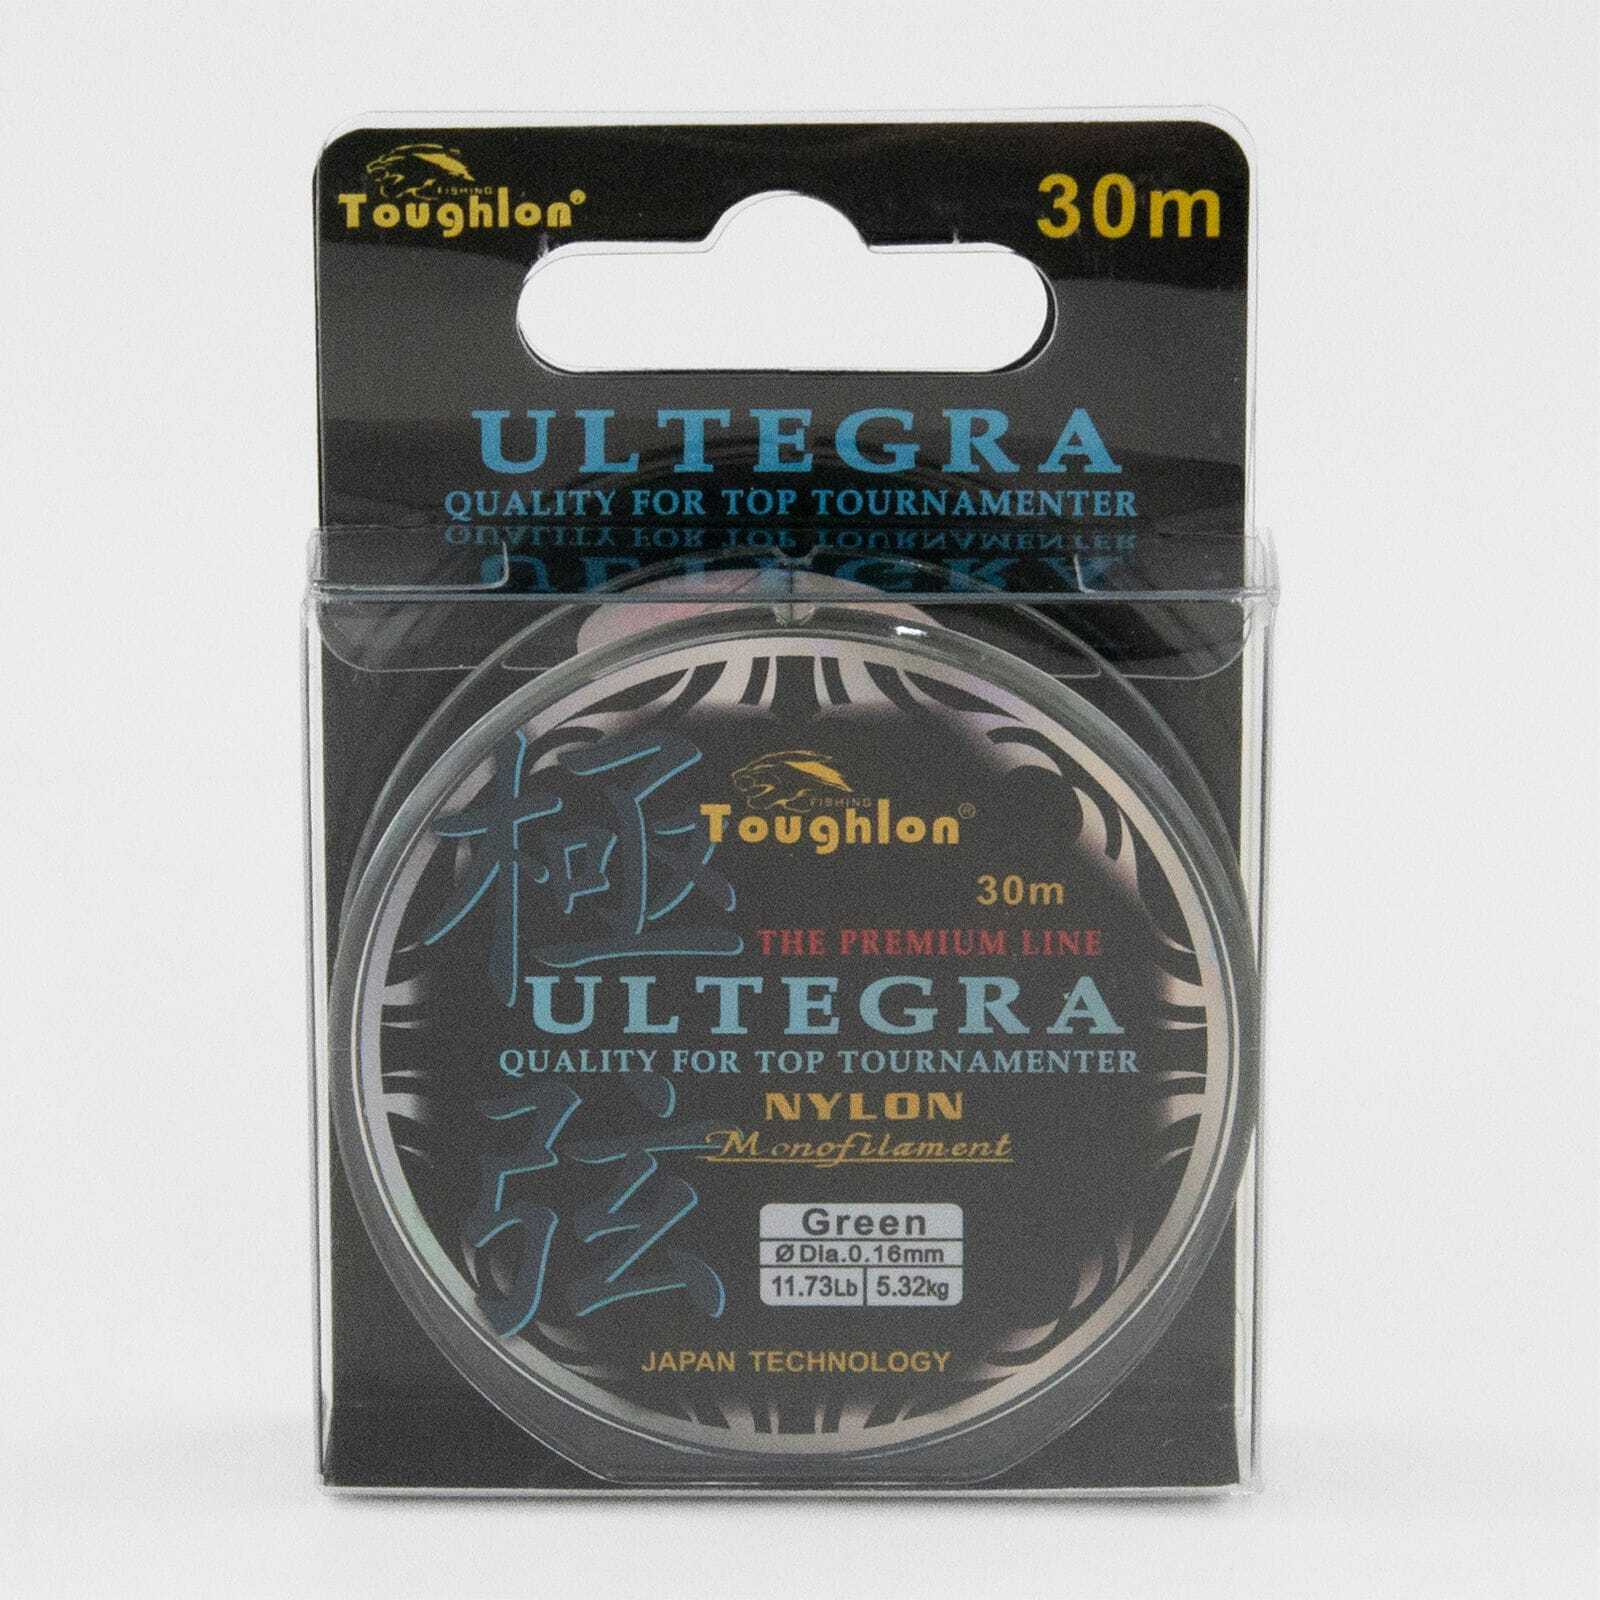 FISHING
Toughlon®
30m
ULTEGRA
QUALITY FOR TOP TOURNAMENTER
極弦
FISHING
Toughlon®
30m
THE PREMIUM LINE
ULTEGRA
QUALITY FOR TOP TOURNAMENTER
NYLON
Monofilament
Green
Ø Dia.0.16mm
11.73Lb 5.32kg
JAPAN TECHNOLOGY